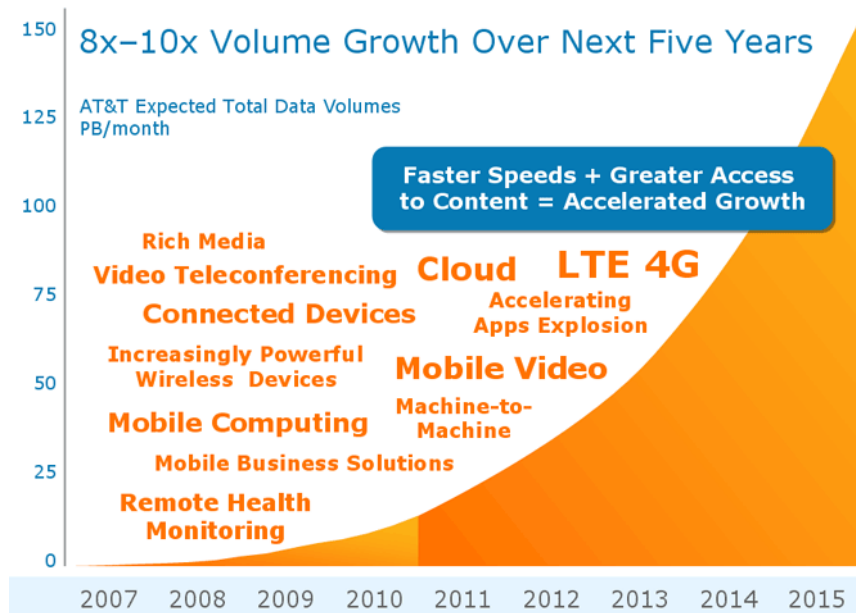 8x–10x Volume Growth Over Next Five Years
AT&T Expected Total Data Volumes
PB/month
150
125
100
75
50
25
0
Faster Speeds + Greater Access
to Content = Accelerated Growth
Rich Media
Video Teleconferencing
Cloud
LTE 4G
Connected Devices
Accelerating
Apps Explosion
Increasingly Powerful
Wireless Devices
Mobile Video
Mobile Computing
Machine-to-
Machine
Mobile Business Solutions
Remote Health
Monitoring
2007 2008 2009 2010 2011 2012 2013 2014 2015